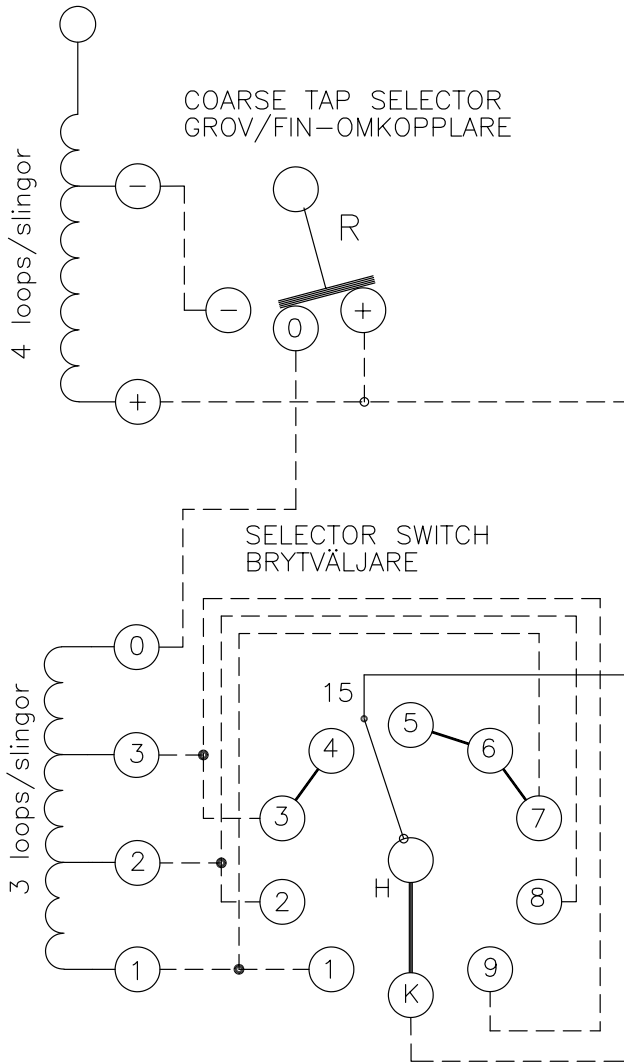 COARSE TAP SELECTOR
GROV/FIN-OMKOPPLARE
4 loops/slingor
-
R
-
0
+
+
SELECTOR SWITCH
BRYTVÄLJARE
3 loops/slingor
0
15
5
4
6
3
3
7
2
H
2
8
1
1
9
K